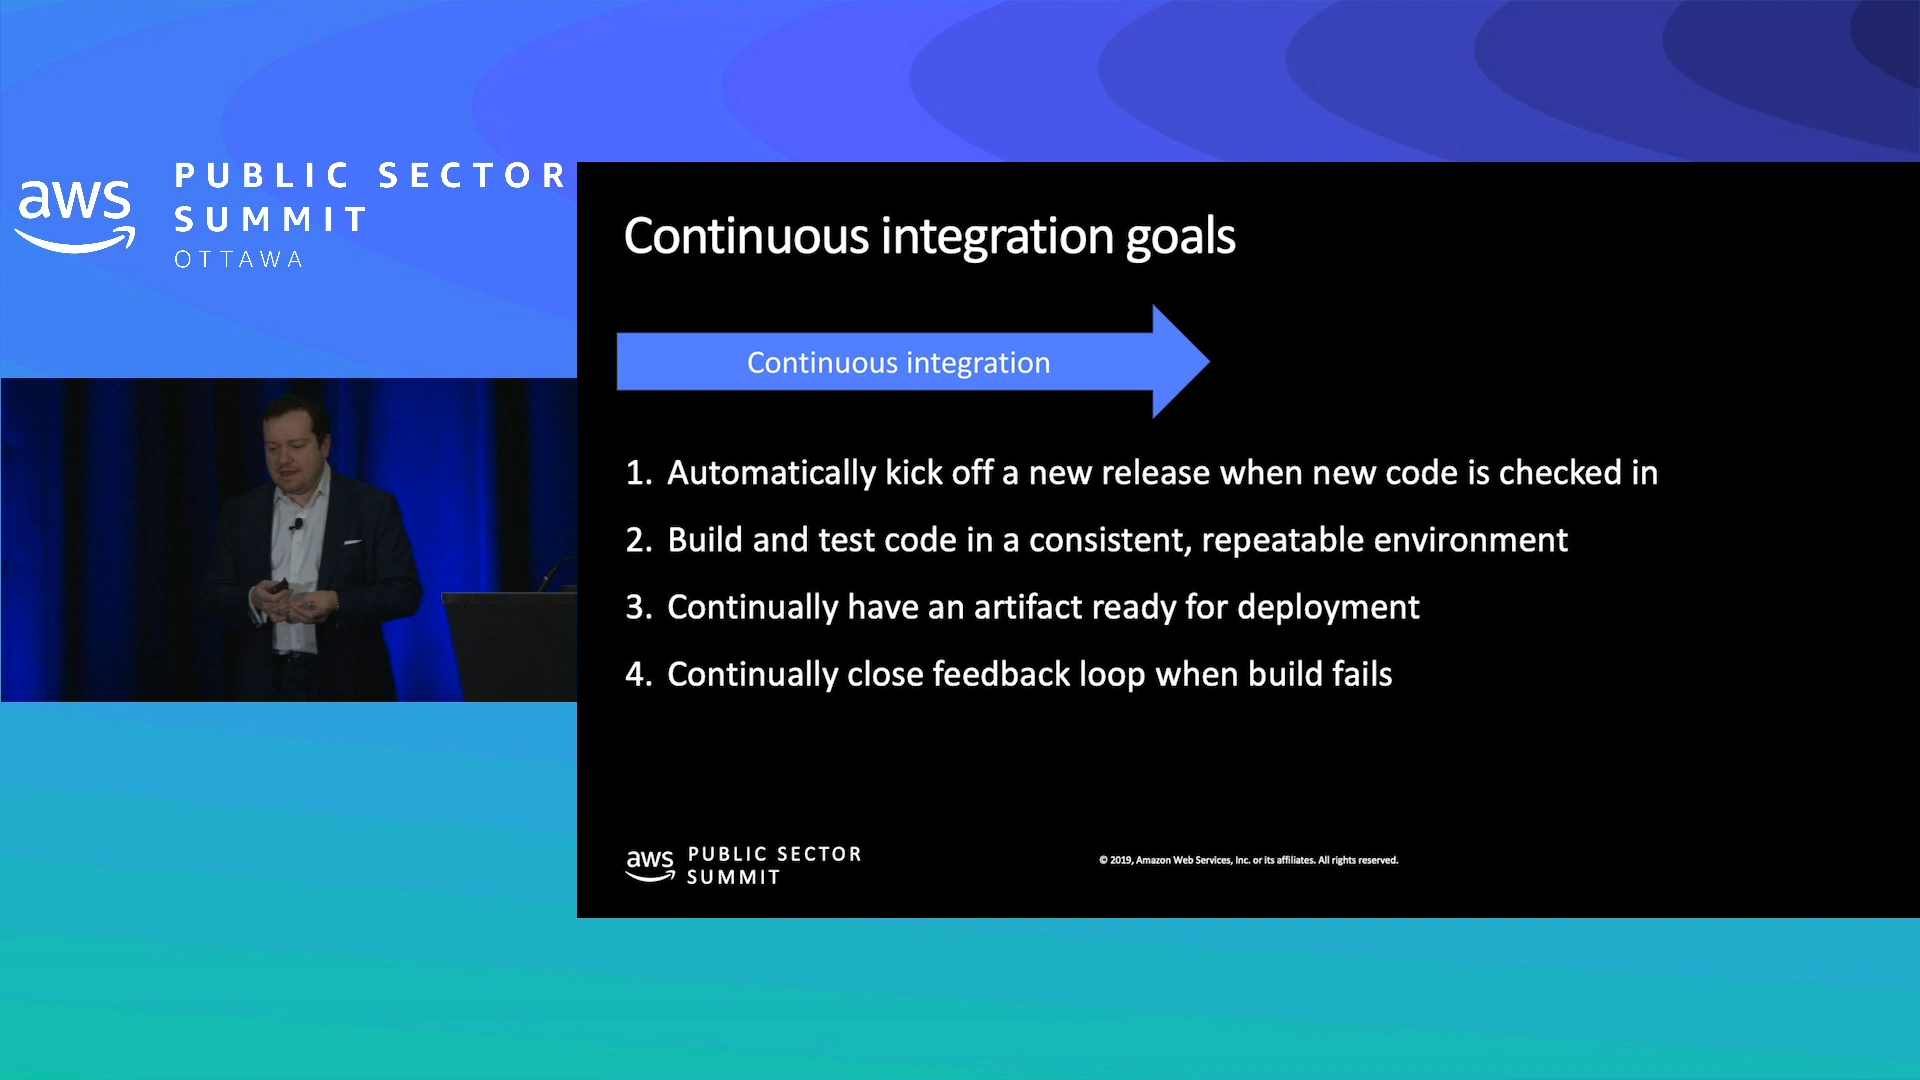 aws
PUBLIC SECTOR
SUMMIT
OTTAWA
Continuous integration goals
Continuous integration
1. Automatically kick off a new release when new code is checked in
2. Build and test code in a consistent, repeatable environment
3. Continually have an artifact ready for deployment
4. Continually close feedback loop when build fails
aws
PUBLIC SECTOR
SUMMIT
© 2019, Amazon Web Services, Inc. or its affiliates. All rights reserved.